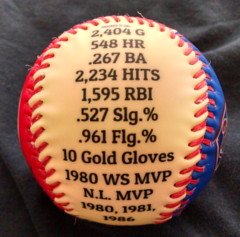 2,404 G
548 HR
.267 BA
2,234 HITS
1,595 RBI
.527 Slg.%
.961 Flg.%
10 Gold Gloves
1980 WS MVP
N.L. MVP
1980, 1981,
1986